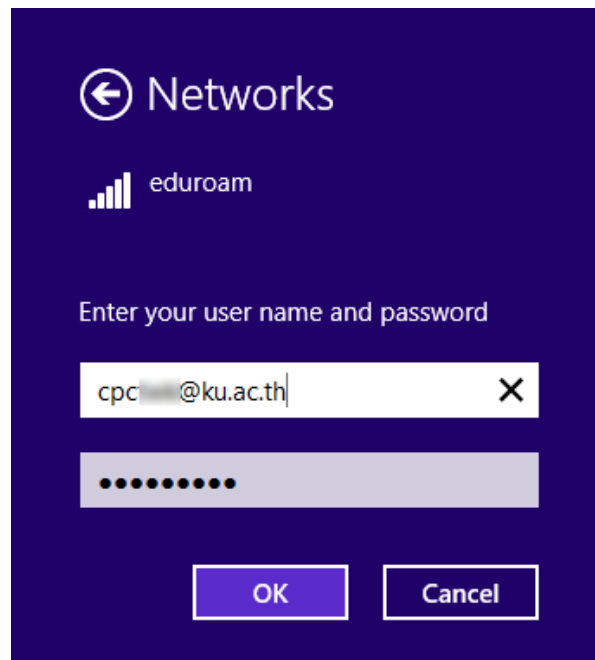 Networks
eduroam
Enter your user name and password
cpc @ku.ac.th
OK Cancel